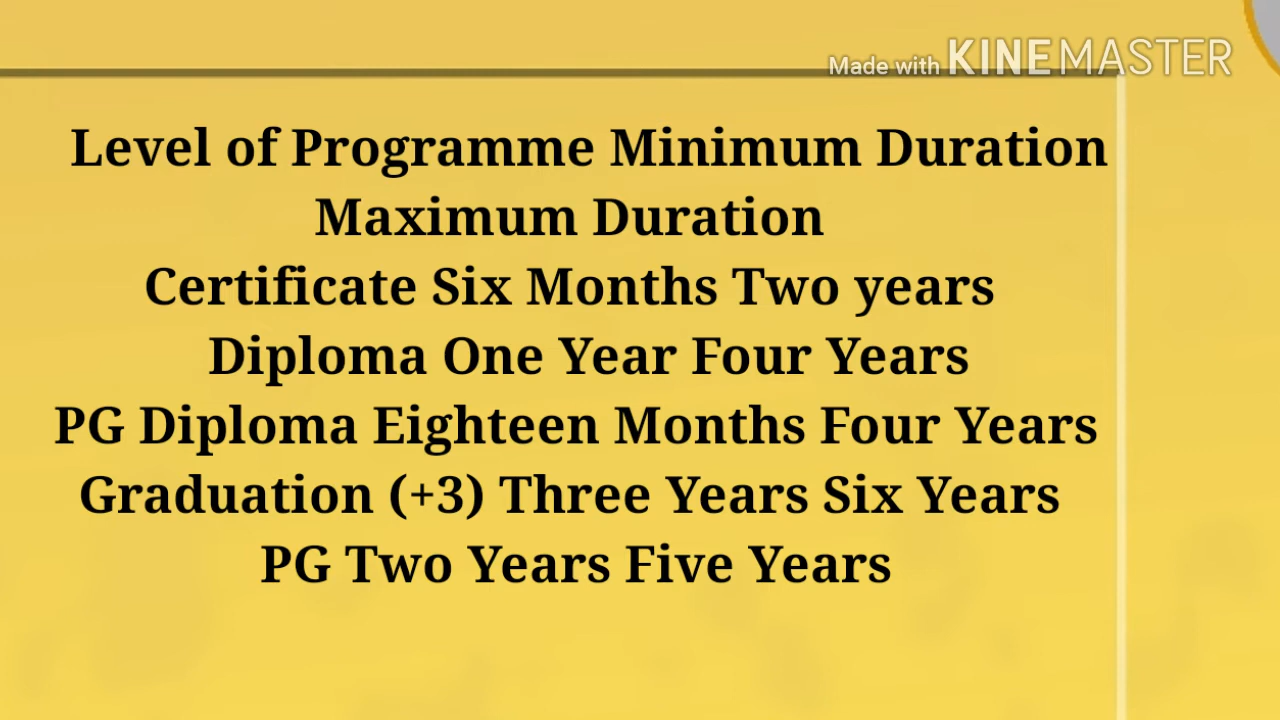 Made with KINEMASTER
Level of Programme Minimum Duration
Maximum Duration
Certificate Six Months Two years
Diploma One Year Four Years
PG Diploma Eighteen Months Four Years
Graduation (+3) Three Years Six Years
PG Two Years Five Years